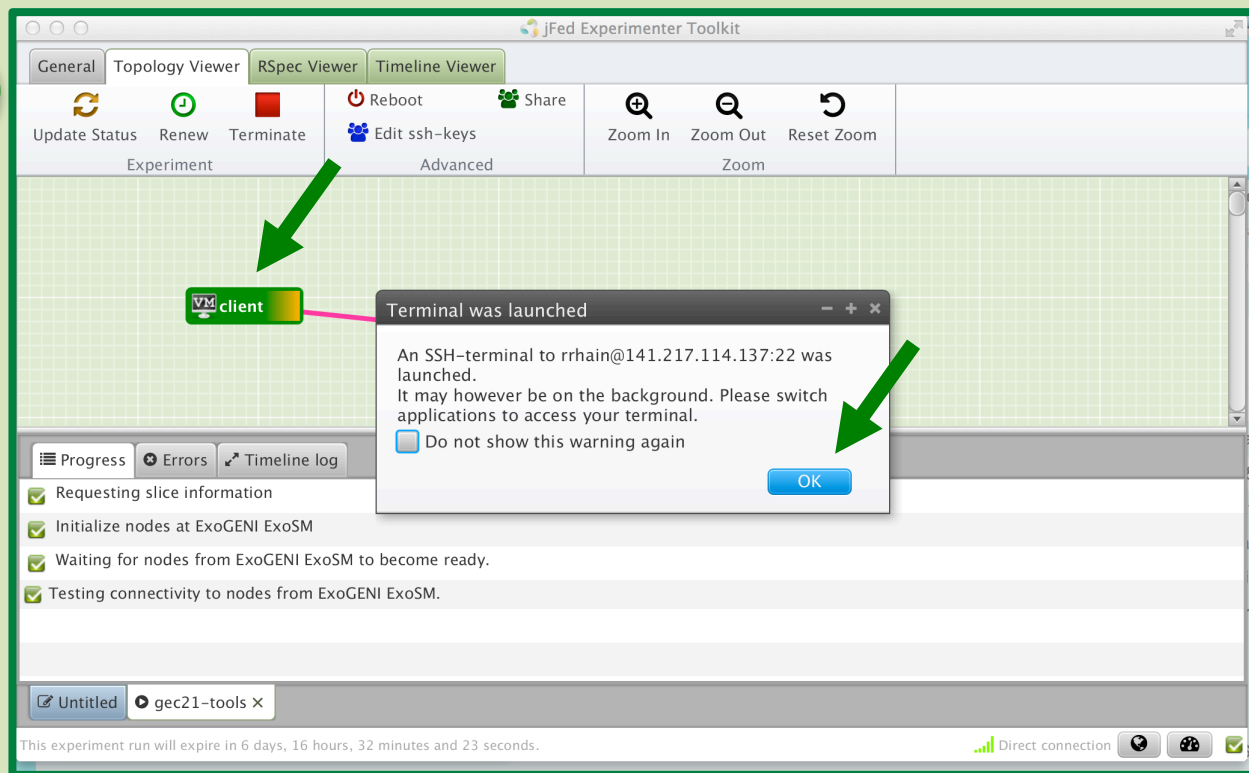 jFed Experimenter Toolkit
General Topology Viewer RSpec Viewer Timeline Viewer
Reboot Share
Update Status Renew Terminate Edit ssh-keys Zoom In Zoom Out Reset Zoom
Experiment Advanced Zoom
VM client
Terminal was launched
An SSH-terminal to rrhain@141.217.114.137:22 was
launched.
It may however be on the background. Please switch
applications to access your terminal.
Do not show this warning again
OK
Progress Errors Timeline log
Requesting slice information
Initialize nodes at ExoGENI ExoSM
Waiting for nodes from ExoGENI ExoSM to become ready.
Testing connectivity to nodes from ExoGENI ExoSM.
Untitled gec21-tools
This experiment run will expire in 6 days, 16 hours, 32 minutes and 23 seconds. Direct connection